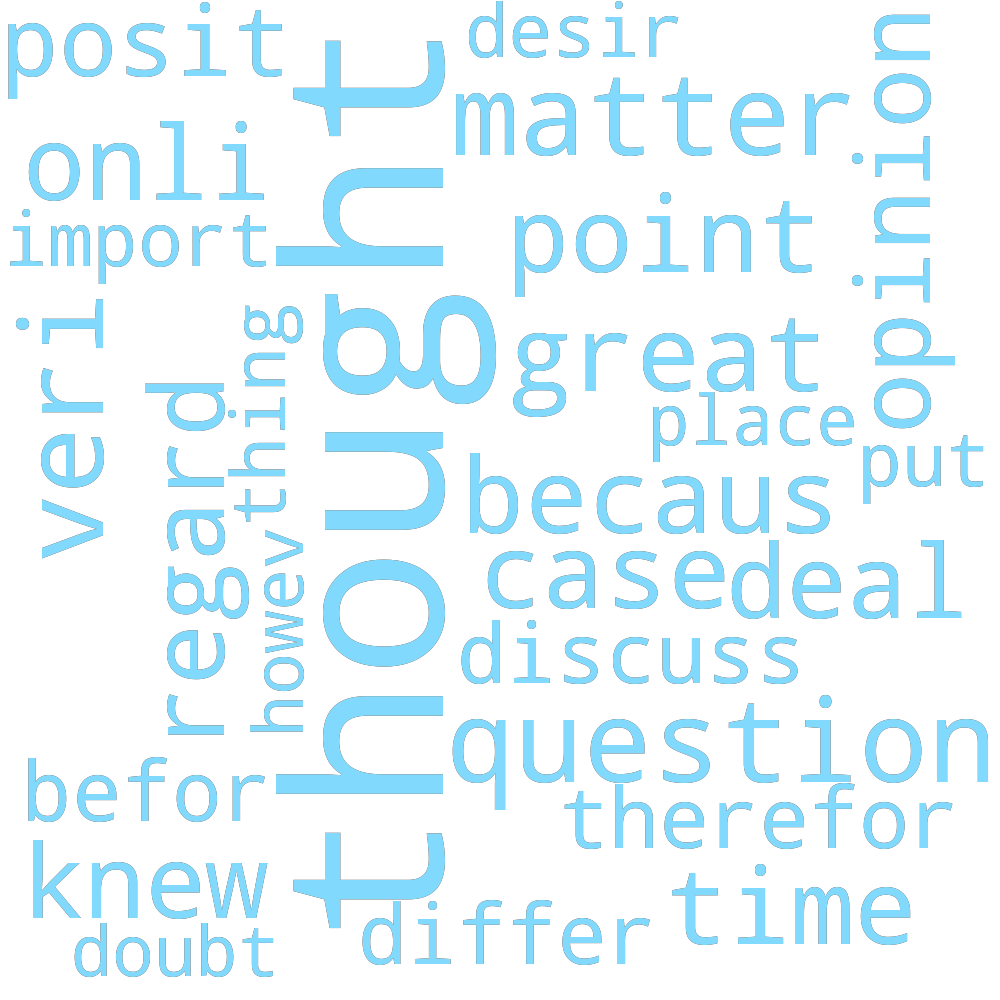 posit
desir
matter
opinion
onli
import
point
thought
veri
thing
great
regard
place
put
becaus
howev
case
deal
discuss
question
befor
therefor
knew
time
differ
doubt